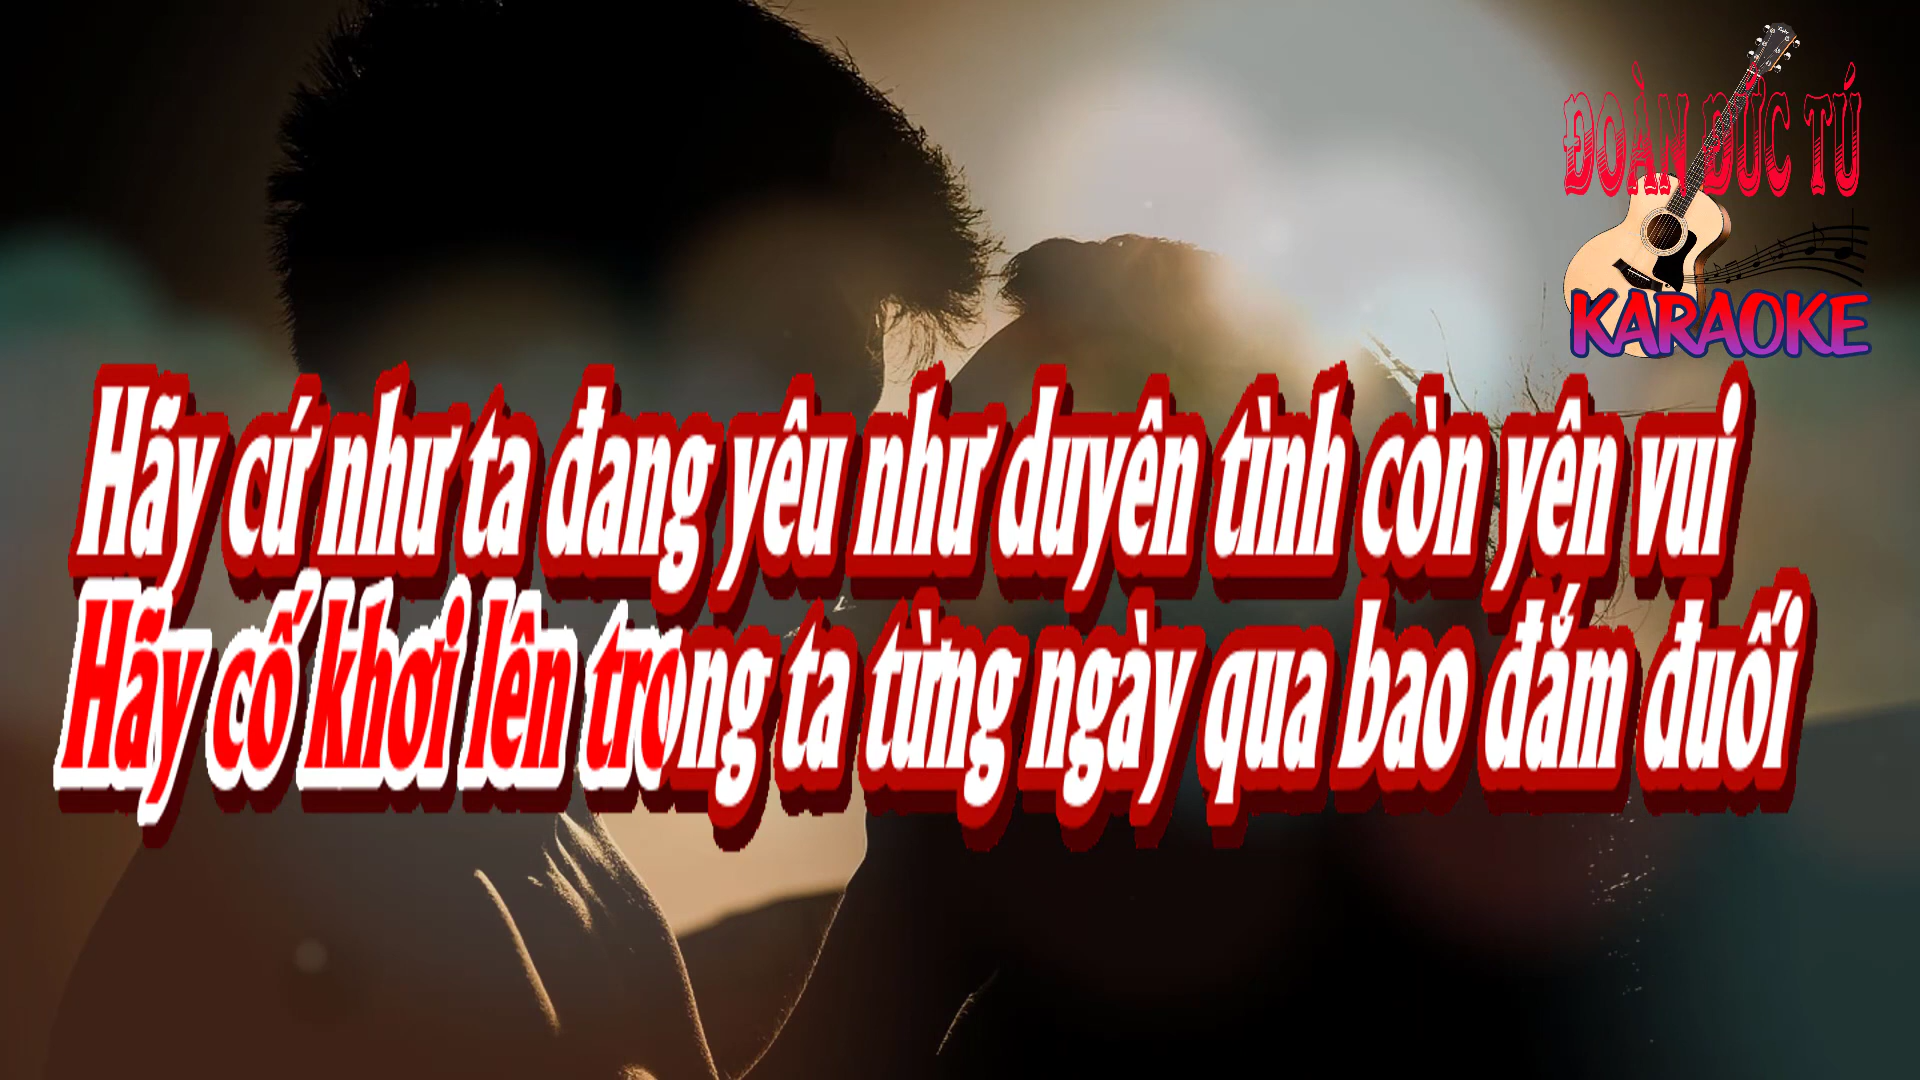 ĐOÀN ĐỨC TÚ
KARAOKE
Hãy cứ như ta đang yêu như duyên tình còn yên vui
Hãy cố khơi lên trong ta từng ngày qua bao đắm đuối